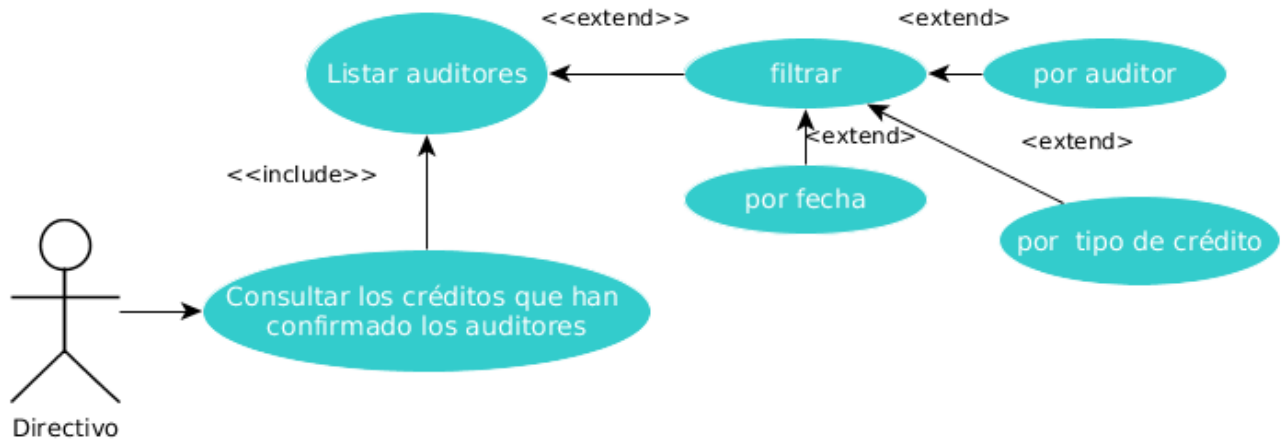 <<extend>>
<extend>
Listar auditores
filtrar
por auditor
<extend>
<extend>
<<include>>
por fecha
por tipo de crédito
Consultar los créditos que han
confirmado los auditores
Directivo